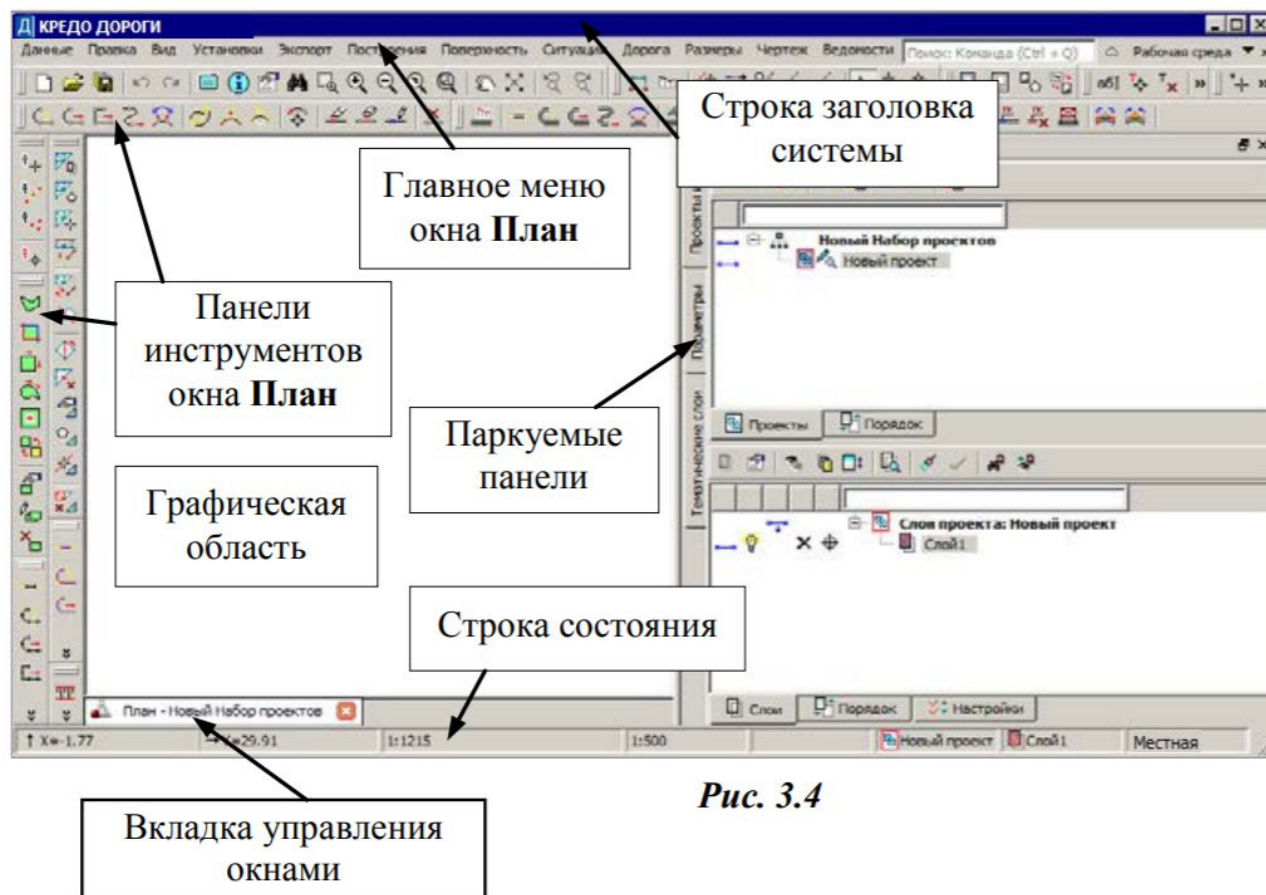 КРЕДО ДОРОГИ
Данные Правка Вид Установки Экспорт Построения Поверхность Ситуация Дорога Размеры Чертеж Ведомости Поиск: Команда (Ctrl + Q) Рабочая среда
Строка заголовка
системы
Главное меню
окна План
Проекты
Новый Набор проектов
Новый проект
Панели
инструментов
окна План
Параметры
Паркуемые
панели
Проекты Порядок
Тематические слои
Графическая
область
Слои проекта: Новый проект
Слой1
Строка состояния
План - Новый Набор проектов
Слои Порядок Настройки
X=-1.77 Y=29.91 1:1215 1:500 Новый проект Слой1 Местная
Рис. 3.4
Вкладка управления
окнами